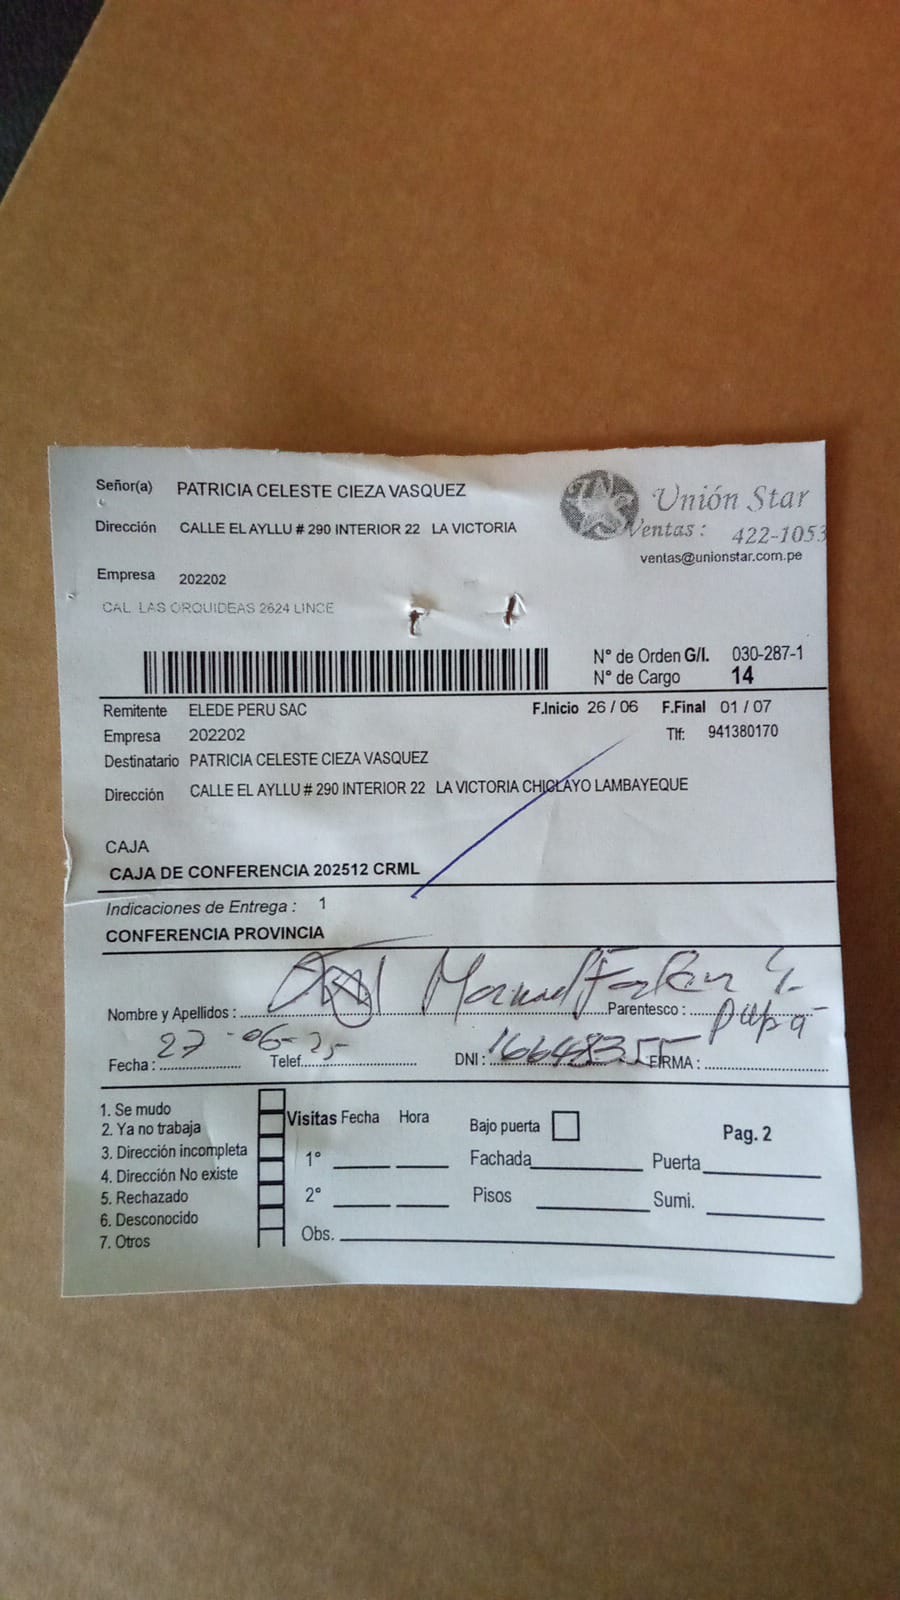 Señor(a) PATRICIA CELESTE CIEZA VASQUEZ
Unión Star
Dirección CALLE EL AYLLU # 290 INTERIOR 22 LA VICTORIA
Ventas : 422-1053
ventas@unionstar.com.pe
Empresa 202202
CAL. LAS ORQUIDEAS 2624 LINCE
N° de Orden G/I. 030-287-1
N° de Cargo 14
Remitente ELEDE PERU SAC F.Inicio 26 / 06 F.Final 01 / 07
Empresa 202202 Tlf: 941380170
Destinatario PATRICIA CELESTE CIEZA VASQUEZ
Dirección CALLE EL AYLLU # 290 INTERIOR 22 LA VICTORIA CHICLAYO LAMBAYEQUE
CAJA
CAJA DE CONFERENCIA 202512 CRML
Indicaciones de Entrega : 1
CONFERENCIA PROVINCIA
Nombre y Apellidos : Manuel Parentesco : papá
Fecha : 27-06-25 Telef. DNI : 16648355 FIRMA :
1. Se mudo
2. Ya no trabaja
3. Dirección incompleta
4. Dirección No existe
5. Rechazado
6. Desconocido
7. Otros
Visitas Fecha Hora
1°
2°
Obs.
Bajo puerta
Fachada
Pisos
Pag. 2
Puerta
Sumi.